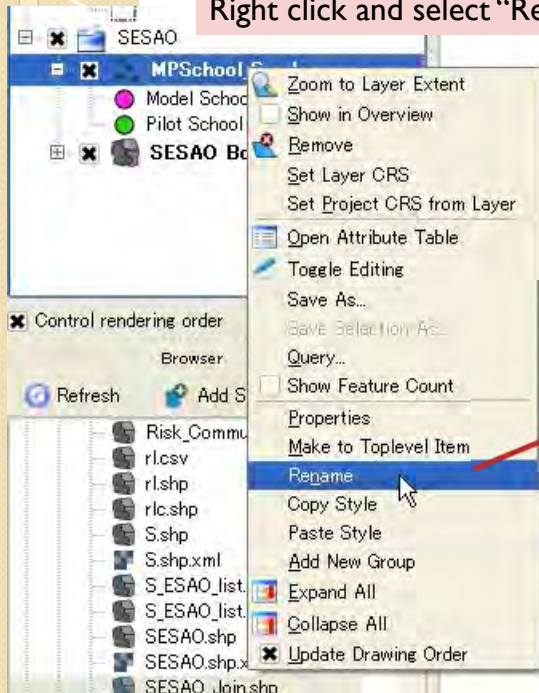 Right click and select “Re
SESAO
MPSchool
Model Schoo
Pilot School
SESAO Bo
Zoom to Layer Extent
Show in Overview
Remove
Set Layer CRS
Set Project CRS from Layer
Open Attribute Table
Toggle Editing
Save As...
Save Selection As...
Query...
Show Feature Count
Properties
Make to Toplevel Item
Rename
Copy Style
Paste Style
Add New Group
Expand All
Collapse All
Update Drawing Order
Control rendering order
Browser
Refresh
Add S
Risk_Commu
rl.csv
rl.shp
rlc.shp
S.shp
S.shp.xml
S_ESAO_list.
S_ESAO_list.
SESAO.shp
SESAO.shp.x
SESAO_Join.shp